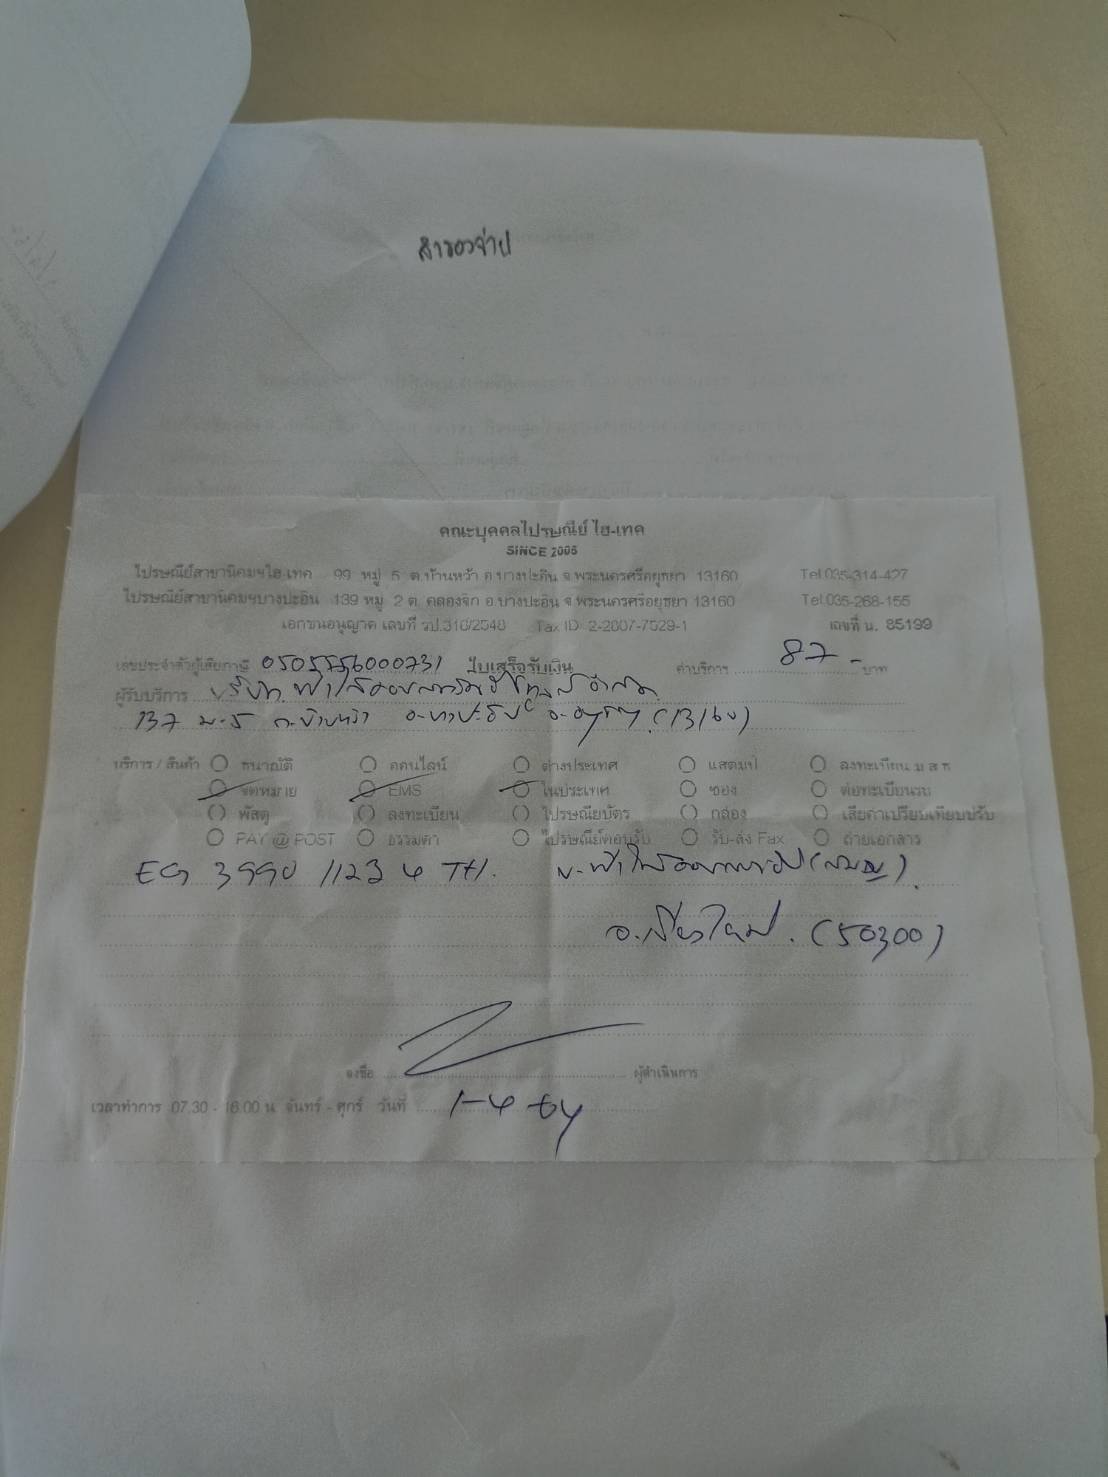 สำรองจ่าย
คณะบุคคลไปรษณีย์ ไฮ-เทค
SINCE 2005
ไปรษณีย์สาขานิคมฯไฮ เทค 99 หมู่ 5 ต.บ้านหว้า อ.บางปะอิน จ.พระนครศรีอยุธยา 13160 Tel.035-314-427
ไปรษณีย์สาขานิคมฯบางปะอิน 139 หมู่ 2 ต. คลองจิก อ.บางปะอิน จ.พระนครศรีอยุธยา 13160 Tel.035-268-155
เอกชนอนุญาต เลขที่ รป.310/2548 Tax ID 2-2007-7529-1 เลขที่ น. 85199
เลขประจำตัวผู้เสียภาษี 0505556000731 ใบเสร็จรับเงิน ค่าบริการ 87.- บาท
ผู้รับบริการ บริษัท จำกัด
137 ม.5 ต.บ้านหว้า อ.บางปะอิน จ.อยุธยา (13160)
บริการ / สินค้า ธนาณัติ ออนไลน์ ต่างประเทศ แสตมป์ ลงทะเบียน ม ส ท
จดหมาย EMS ในประเทศ ซอง ต่อทะเบียนรถ
พัสดุ ลงทะเบียน ไปรษณียบัตร กล่อง เสียค่าเปรียบเทียบปรับ
PAY @ POST ธรรมดา ไปรษณีย์ตอบรับ รับ-ส่ง Fax ถ่ายเอกสาร
EG 3990 1123 4 TH.
จ.เชียงใหม่. (50300)
ลงชื่อ ผู้ดำเนินการ
เวลาทำการ 07.30 - 16.00 น. จันทร์ - ศุกร์ วันที่ 1-4-64